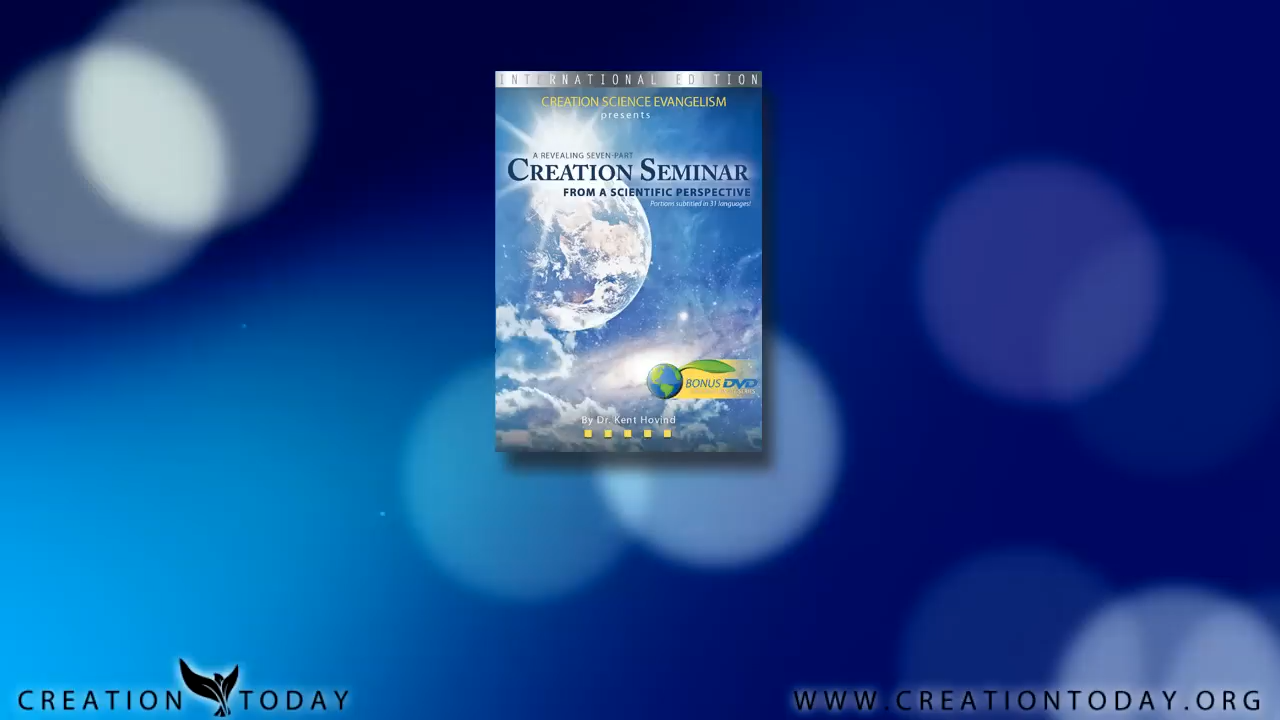 INTERNATIONAL EDITION
CREATION SCIENCE EVANGELISM
presents
A REVEALING SEVEN-PART
CREATION SEMINAR
FROM A SCIENTIFIC PERSPECTIVE
Portions subtitled in 31 languages!
BONUS DVD
By Dr. Kent Hovind
CREATION TODAY
WWW.CREATIONTODAY.ORG